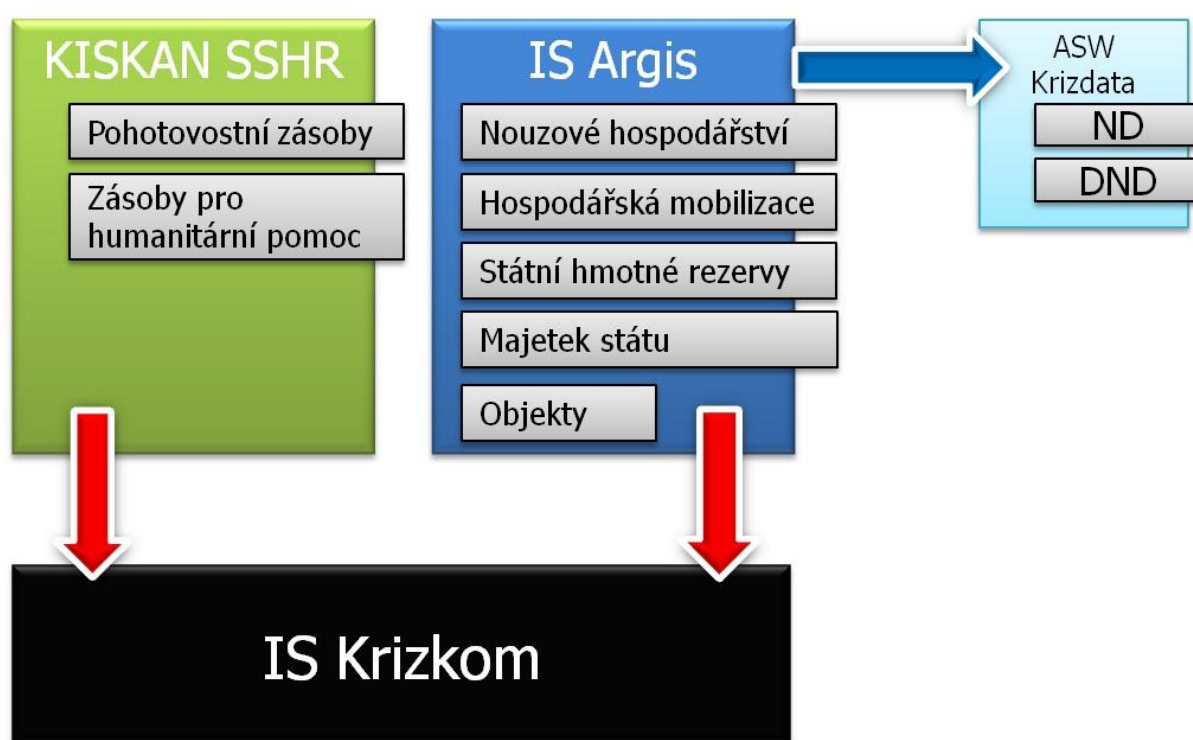 KISKAN SSHR
Pohotovostní zásoby
Zásoby pro
humanitární pomoc
IS Argis
Nouzové hospodářství
Hospodářská mobilizace
Státní hmotné rezervy
Majetek státu
Objekty
ASW
Krizdata
ND
DND
IS Krizkom